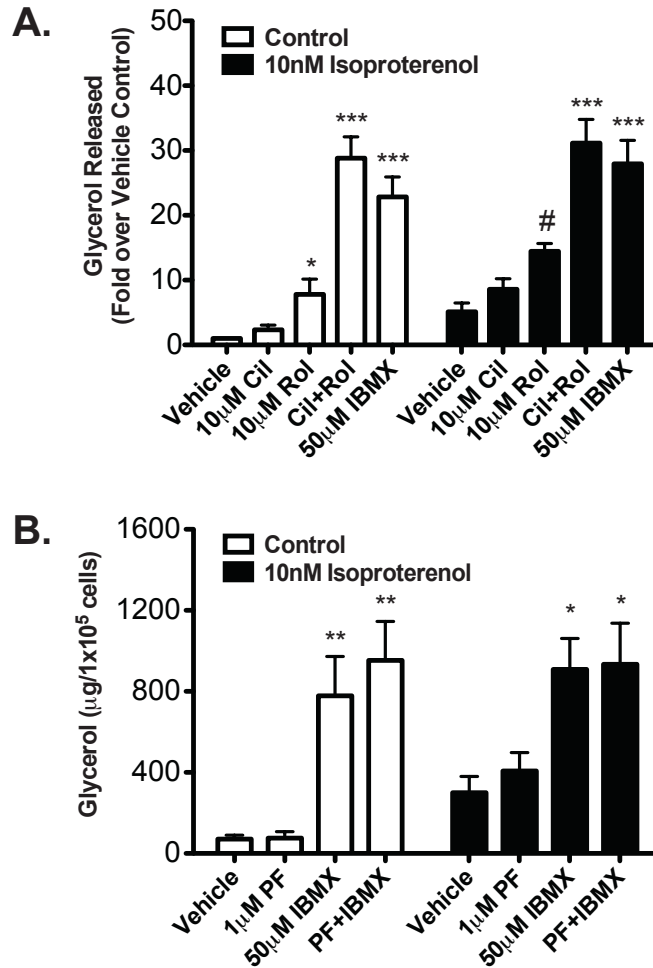 A.
Glycerol Released
(Fold over Vehicle Control)
50
40
30
20
10
0
Control
10nM Isoproterenol
*
***
***
#
***
***
Vehicle
10µM Cil
10µM Rol
Cil+Rol
50µM IBMX
Vehicle
10µM Cil
10µM Rol
Cil+Rol
50µM IBMX
B.
Glycerol (µg/1x10⁵ cells)
1600
1200
800
400
0
Control
10nM Isoproterenol
**
**
*
*
Vehicle
1µM PF
50µM IBMX
PF+IBMX
Vehicle
1µM PF
50µM IBMX
PF+IBMX